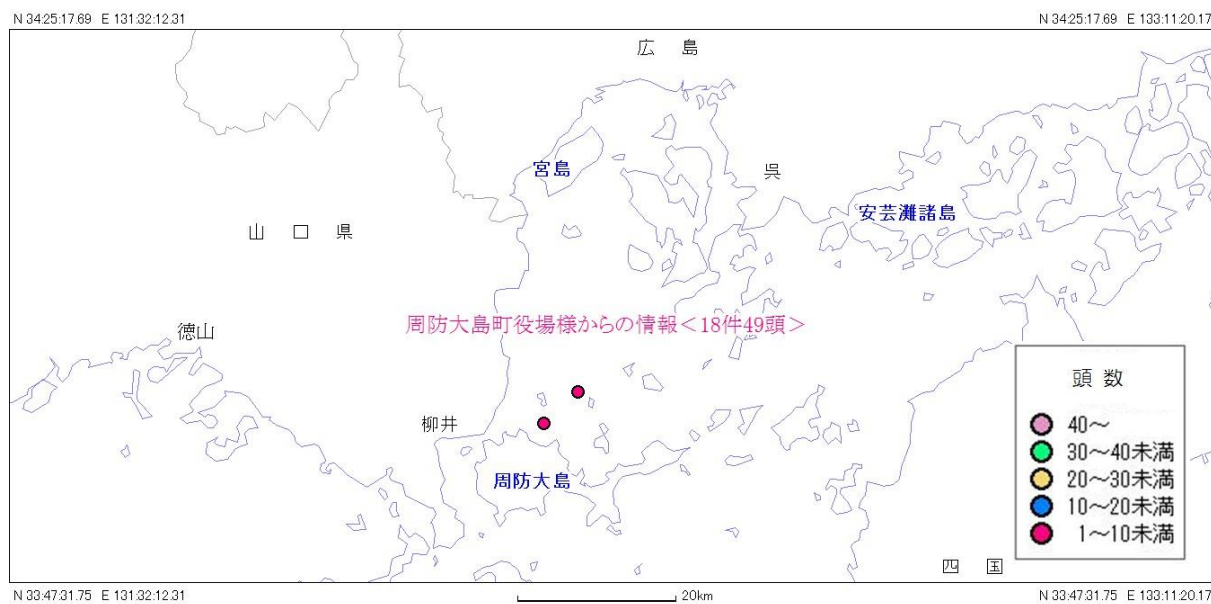 N 34:25:17.69 E 131:32:12.31
N 34:25:17.69 E 133:11:20.17
広 島
宮島
呉
安芸灘諸島
山 口 県
周防大島町役場様からの情報＜18件49頭＞
徳山
柳井
周防大島
頭 数
40～
30～40未満
20～30未満
10～20未満
1～10未満
四 国
N 33:47:31.75 E 131:32:12.31
20km
N 33:47:31.75 E 133:11:20.17